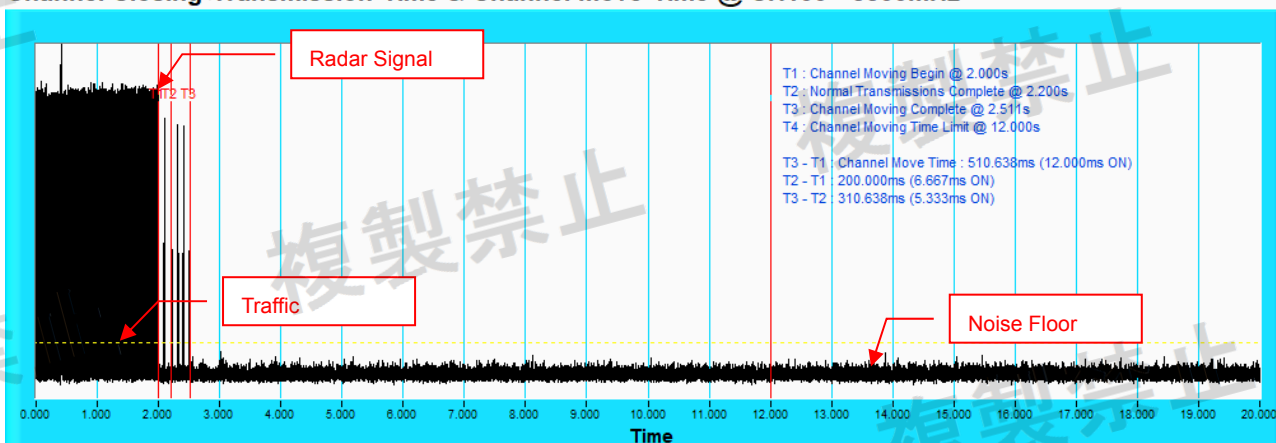 Radar Signal
T1 : Channel Moving Begin @ 2.000s
T2 : Normal Transmissions Complete @ 2.200s
T3 : Channel Moving Complete @ 2.511s
T4 : Channel Moving Time Limit @ 12.000s
T3 - T1 : Channel Move Time : 510.638ms (12.000ms ON)
T2 - T1 : 200.000ms (6.667ms ON)
T3 - T2 : 310.638ms (5.333ms ON)
T2 T3
複製禁止
複製禁止
Traffic
Noise Floor
複製禁止
0.000 1.000 2.000 3.000 4.000 5.000 6.000 7.000 8.000 9.000 10.000 11.000 12.000 13.000 14.000 15.000 16.000 17.000 18.000 19.000 20.000
Time